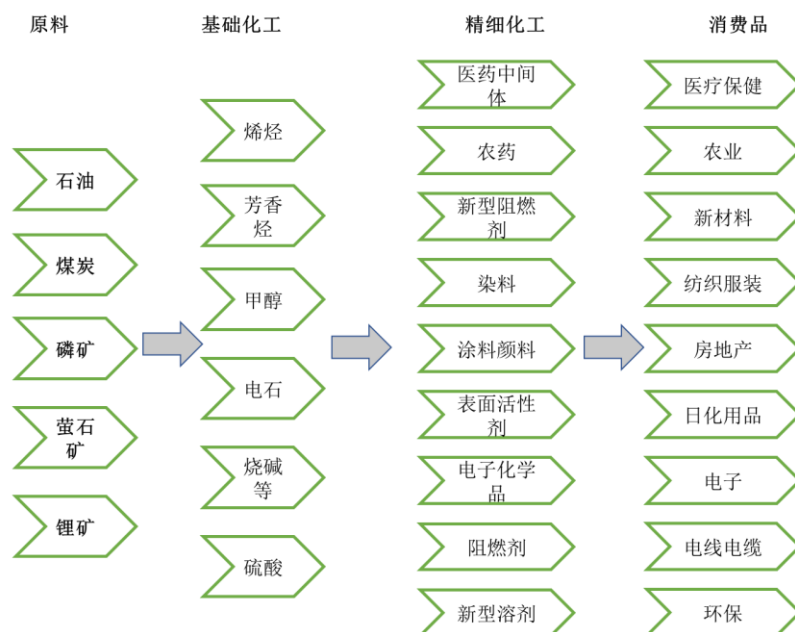 原料
基础化工
精细化工
消费品
石油
煤炭
磷矿
萤石
矿
锂矿
烯烃
芳香
烃
甲醇
电石
烧碱
等
硫酸
医药中间
体
农药
新型阻燃
剂
染料
涂料颜料
表面活性
剂
电子化学
品
阻燃剂
新型溶剂
医疗保健
农业
新材料
纺织服装
房地产
日化用品
电子
电线电缆
环保